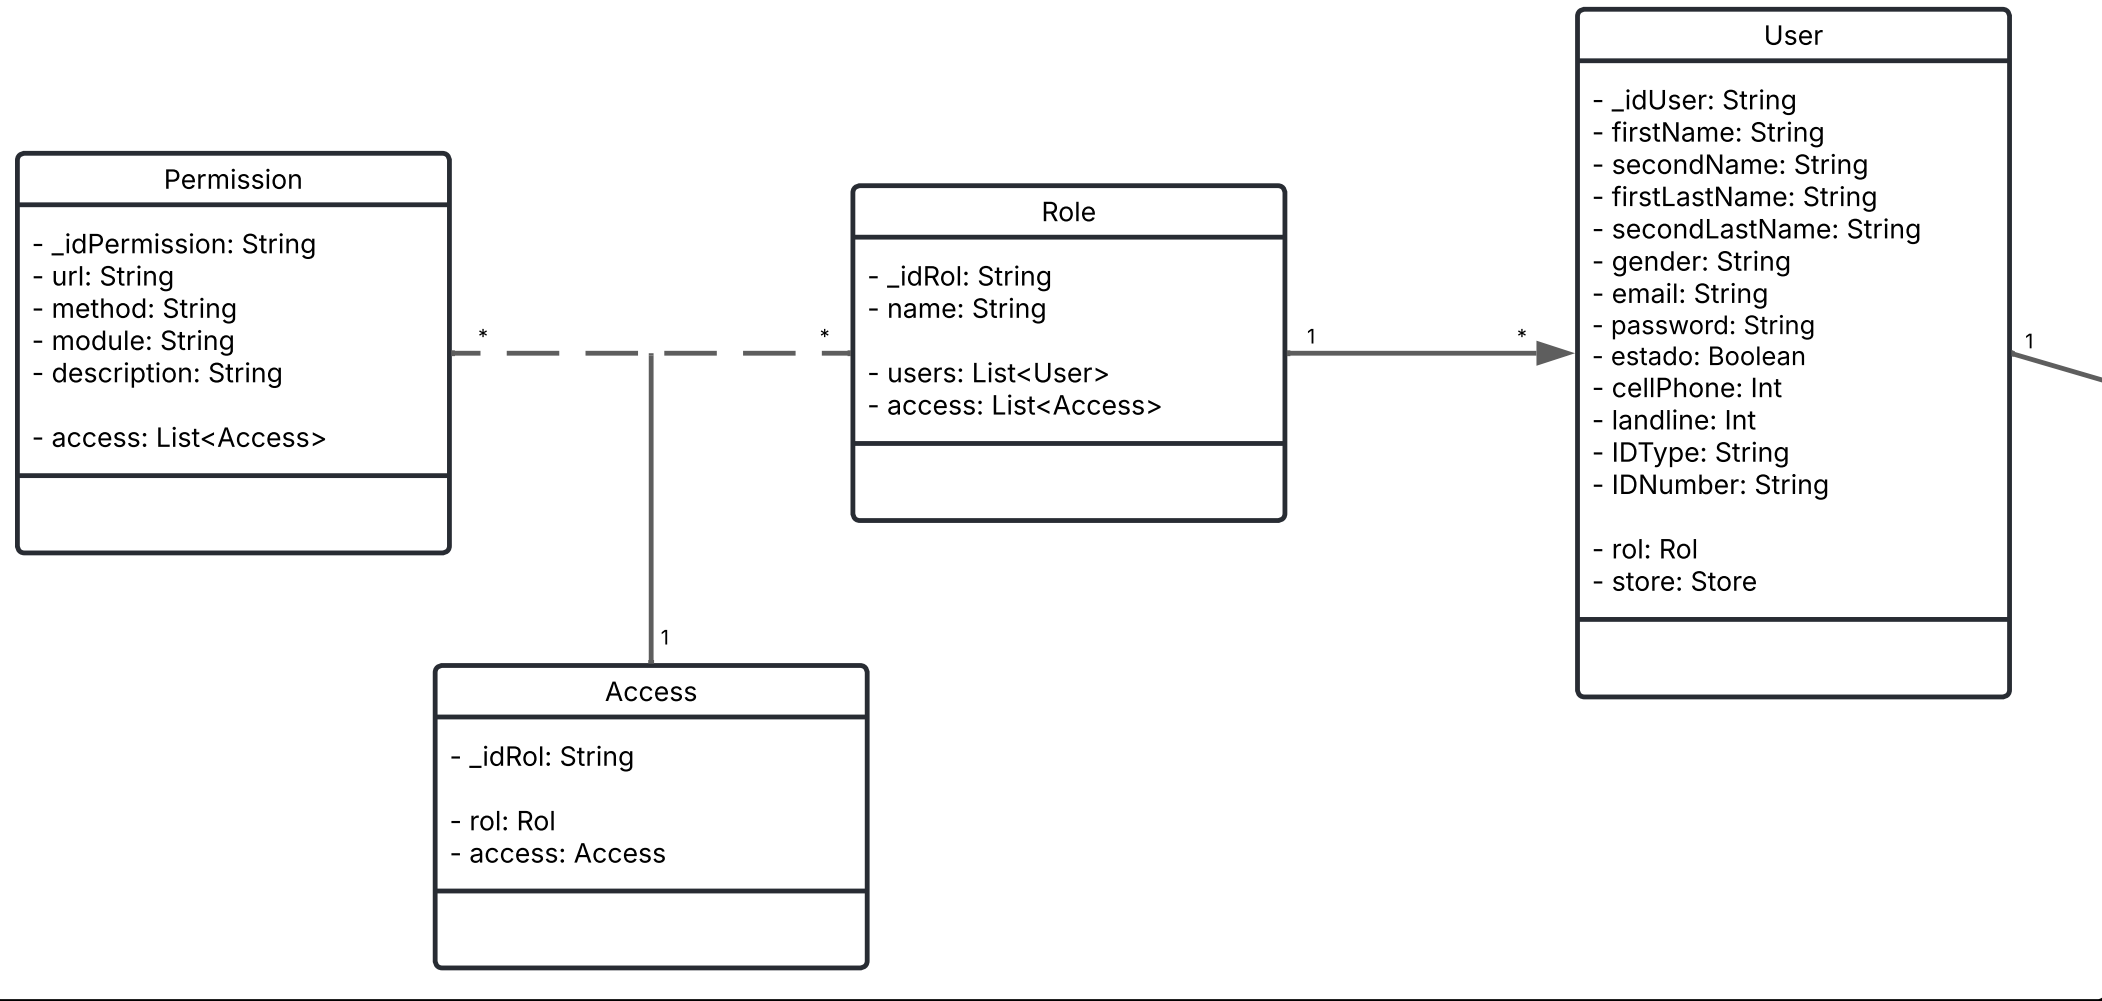 Permission
- _idPermission: String
- url: String
- method: String
- module: String
- description: String
- access: List<Access>
*
*
Role
- _idRol: String
- name: String
- users: List<User>
- access: List<Access>
1
*
User
- _idUser: String
- firstName: String
- secondName: String
- firstLastName: String
- secondLastName: String
- gender: String
- email: String
- password: String
- estado: Boolean
- cellPhone: Int
- landline: Int
- IDType: String
- IDNumber: String
- rol: Rol
- store: Store
1
1
Access
- _idRol: String
- rol: Rol
- access: Access